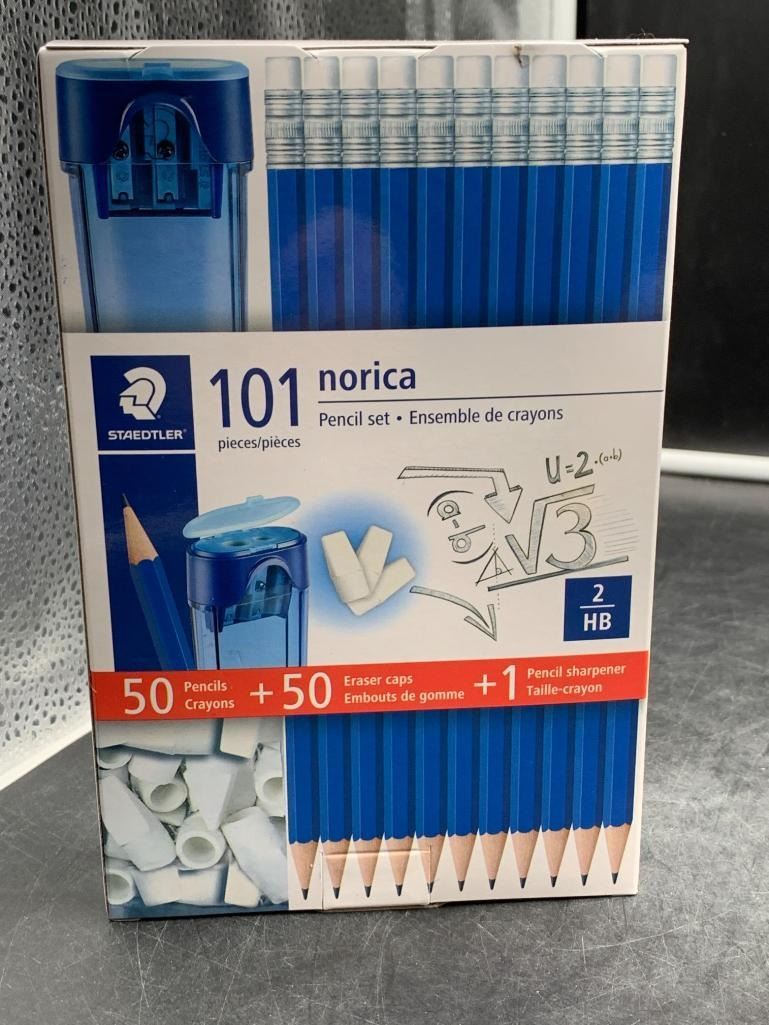 STAEDTLER
101
pieces/pièces
norica
Pencil set • Ensemble de crayons
U=2·(a+b)
(a-b)
√3
2
HB
50 Pencils
Crayons
+50 Eraser caps
Embouts de gomme
+1 Pencil sharpener
Taille-crayon